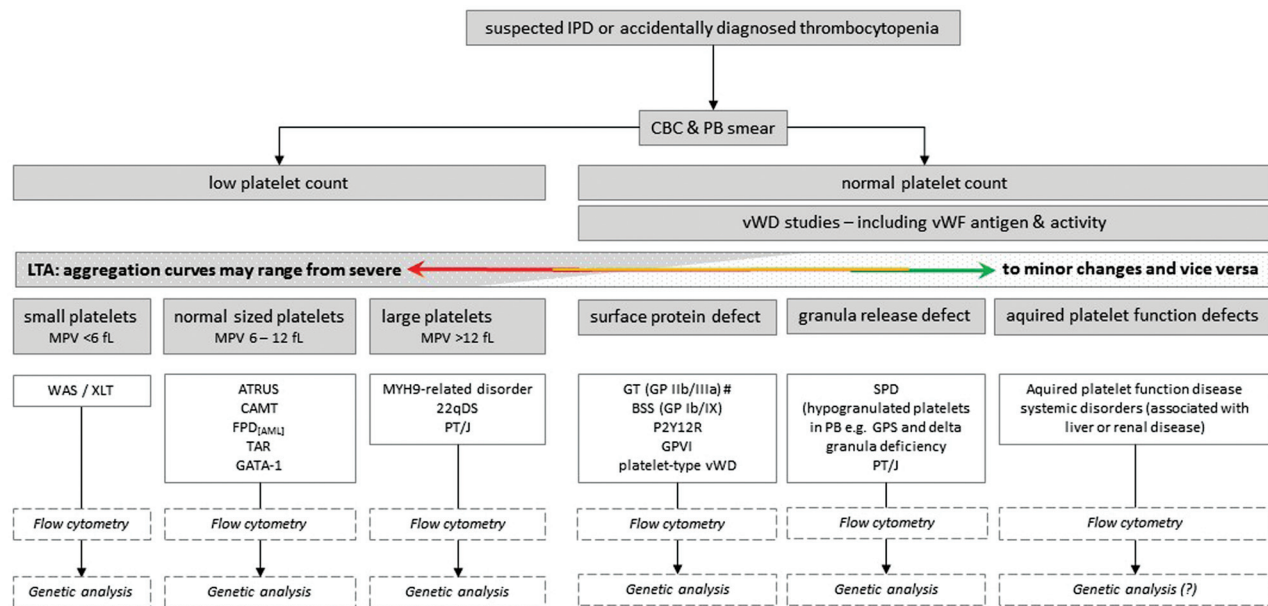 suspected IPD or accidentally diagnosed thrombocytopenia
CBC & PB smear
low platelet count
normal platelet count
vWD studies – including vWF antigen & activity
LTA: aggregation curves may range from severe
to minor changes and vice versa
small platelets
MPV <6 fL
normal sized platelets
MPV 6 – 12 fL
large platelets
MPV >12 fL
surface protein defect
granula release defect
aquired platelet function defects
WAS / XLT
ATRUS
CAMT
FPD[AML]
TAR
GATA-1
MYH9-related disorder
22qDS
PT/J
GT (GP IIb/IIIa) #
BSS (GP Ib/IX)
P2Y12R
GPVI
platelet-type vWD
SPD
(hypogranulated platelets
in PB e.g. GPS and delta
granula deficiency
PT/J
Aquired platelet function disease
systemic disorders (associated with
liver or renal disease)
Flow cytometry
Flow cytometry
Flow cytometry
Flow cytometry
Flow cytometry
Flow cytometry
Genetic analysis
Genetic analysis
Genetic analysis
Genetic analysis
Genetic analysis
Genetic analysis (?)